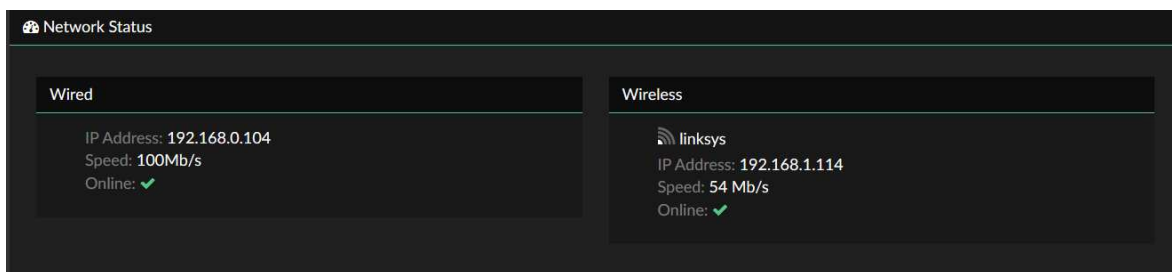 Network Status
Wired
IP Address: 192.168.0.104
Speed: 100Mb/s
Online:
Wireless
linksys
IP Address: 192.168.1.114
Speed: 54 Mb/s
Online: